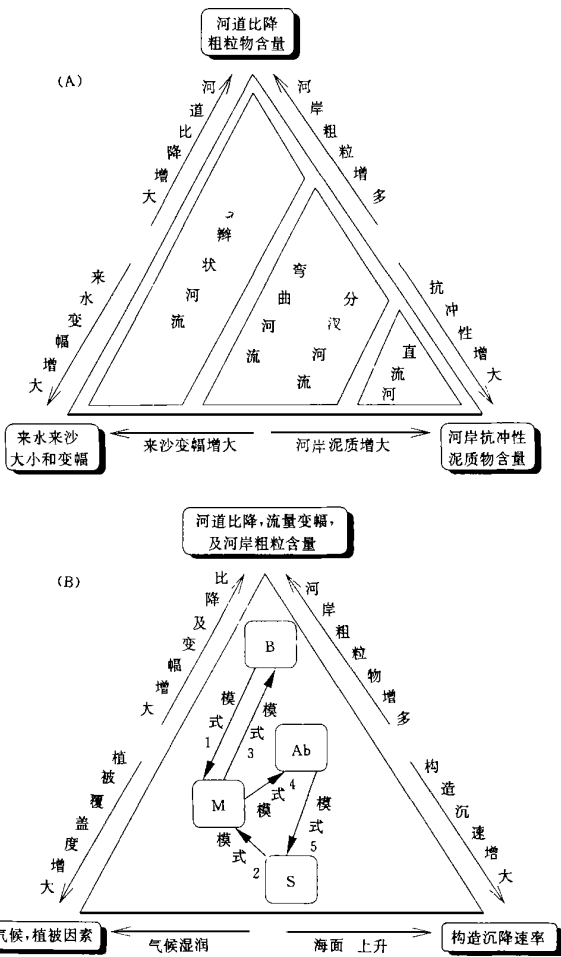 河道比降
粗粒物含量
(A)
河道比降增大
河岸粗粒增多
辫状河流
弯曲河流
分汊河流
直流河
来水变幅增大
抗冲性增大
来水来沙
大小和变幅
来沙变幅增大
河岸泥质增大
河岸抗冲性
泥质物含量
河道比降,流量变幅,
及河岸粗粒含量
(B)
比降及变幅增大
河岸粗粒物增多
B
模式1
模式3
Ab
M
模式4
模式5
模式2
S
植被覆盖度增大
构造沉速增大
气候,植被因素
气候湿润
海面 上升
构造沉降速率